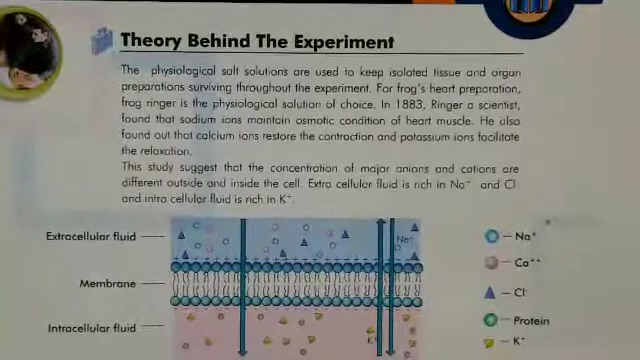 Theory Behind The Experiment
The physiological salt solutions are used to keep isolated tissue and organ
preparations surviving throughout the experiment. For frog's heart preparation,
frog ringer is the physiological solution of choice. In 1883, Ringer a scientist,
found that sodium ions maintain osmotic condition of heart muscle. He also
found out that calcium ions restore the contraction and potassium ions facilitate
the relaxation.
This study suggest that the concentration of major anions and cations are
different outside and inside the cell. Extra cellular fluid is rich in Na⁺ and Cl⁻
and intra cellular fluid is rich in K⁺.
Extracellular fluid
Na⁺
Na⁺
Ca⁺⁺
Membrane
Cl⁻
Protein
Intracellular fluid
K⁺
K⁺